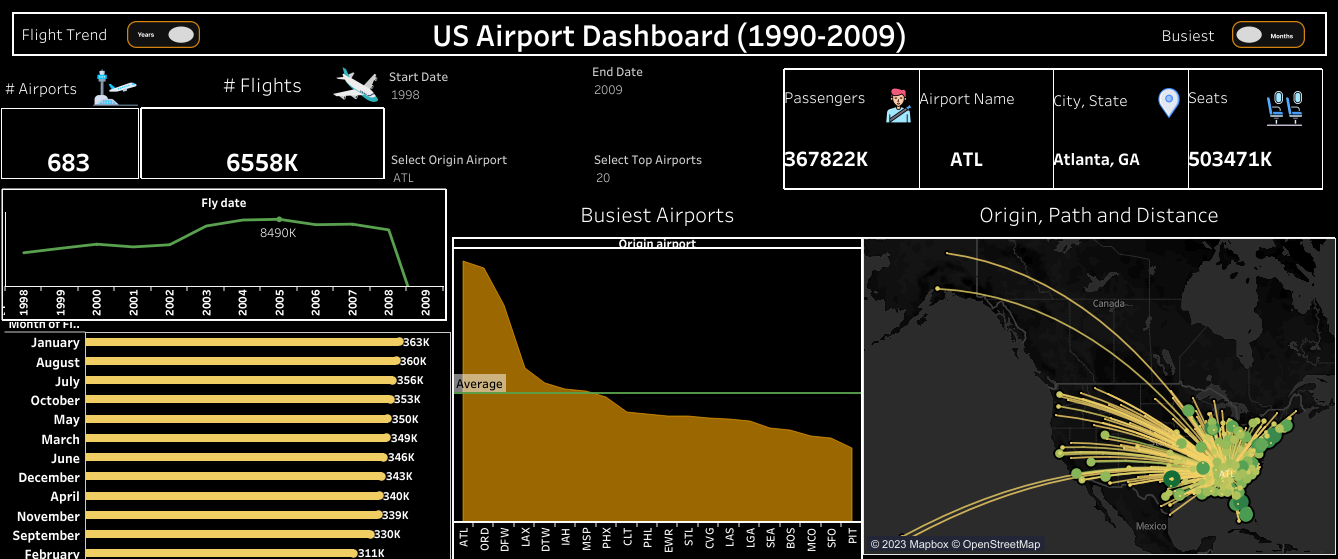 Flight Trend
Years
US Airport Dashboard (1990-2009)
Busiest
Months
# Airports
683
# Flights
6558K
Start Date
1998
End Date
2009
Select Origin Airport
ATL
Select Top Airports
20
Passengers
367822K
Airport Name
ATL
City, State
Atlanta, GA
Seats
503471K
Fly date
8490K
1998
1999
2000
2001
2002
2003
2004
2005
2006
2007
2008
2009
Month of Fl..
January 363K
August 360K
July 356K
October 353K
May 350K
March 349K
June 346K
December 343K
April 340K
November 339K
September 330K
February 311K
Busiest Airports
Origin airport
Average
ATL
ORD
DFW
LAX
DTW
IAH
MSP
PHX
CLT
PHL
EWR
STL
CVG
LAS
LGA
SEA
BOS
MCO
SFO
PIT
Origin, Path and Distance
Canada
ATL
Mexico
© 2023 Mapbox © OpenStreetMap